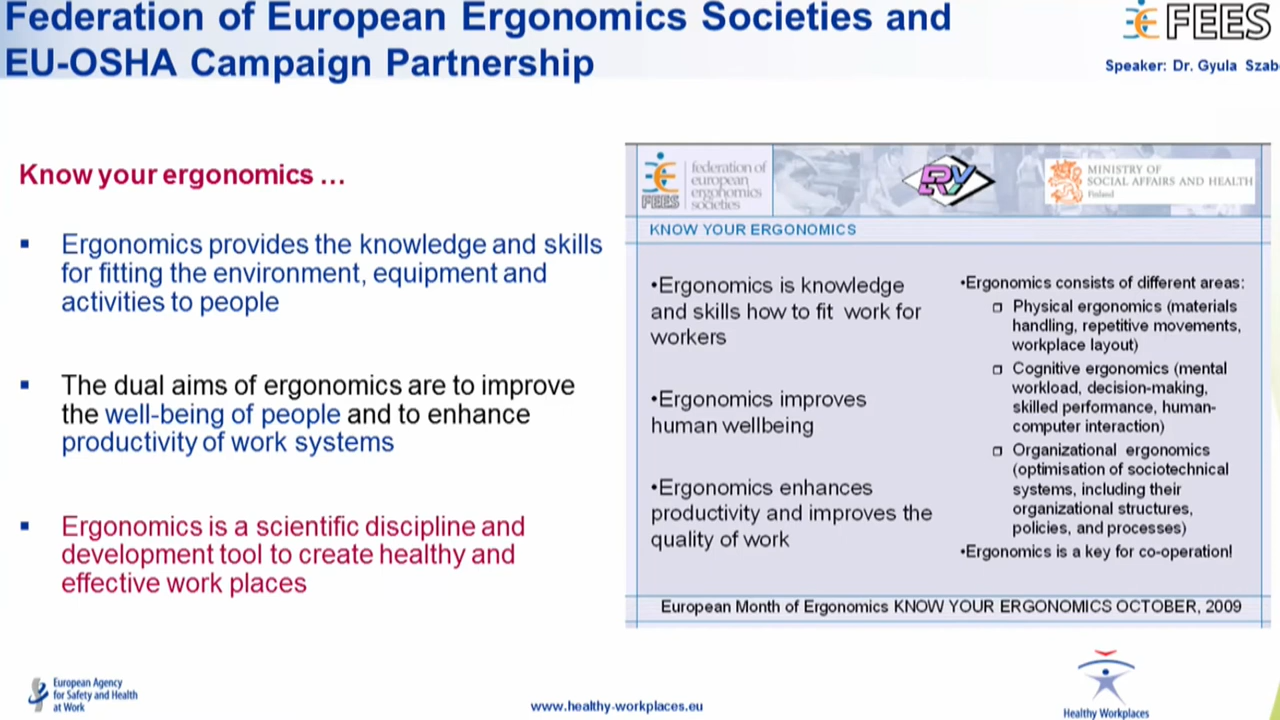 Federation of European Ergonomics Societies and
EU-OSHA Campaign Partnership
FEES
Speaker: Dr. Gyula Szab
Know your ergonomics …
▪ Ergonomics provides the knowledge and skills
for fitting the environment, equipment and
activities to people
▪ The dual aims of ergonomics are to improve
the well-being of people and to enhance
productivity of work systems
▪ Ergonomics is a scientific discipline and
development tool to create healthy and
effective work places
FEES
federation of
european
ergonomics
societies
ERV
MINISTRY OF
SOCIAL AFFAIRS AND HEALTH
Finland
KNOW YOUR ERGONOMICS
•Ergonomics is knowledge
and skills how to fit work for
workers
•Ergonomics improves
human wellbeing
•Ergonomics enhances
productivity and improves the
quality of work
•Ergonomics consists of different areas:
Physical ergonomics (materials
handling, repetitive movements,
workplace layout)
Cognitive ergonomics (mental
workload, decision-making,
skilled performance, human-
computer interaction)
Organizational ergonomics
(optimisation of sociotechnical
systems, including their
organizational structures,
policies, and processes)
•Ergonomics is a key for co-operation!
European Month of Ergonomics KNOW YOUR ERGONOMICS OCTOBER, 2009
European Agency
for Safety and Health
at Work
www.healthy-workplaces.eu
Healthy Workplaces